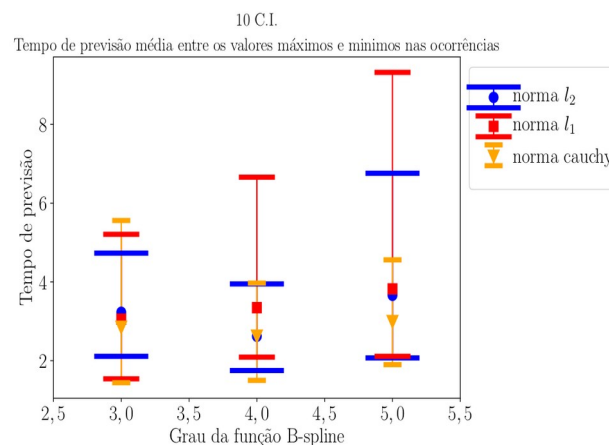 10 C.I.
Tempo de previsão média entre os valores máximos e minimos nas ocorrências
norma l₂
norma l₁
norma cauchy
Tempo de previsão
8
6
4
2
2,5 3,0 3,5 4,0 4,5 5,0 5,5
Grau da função B-spline